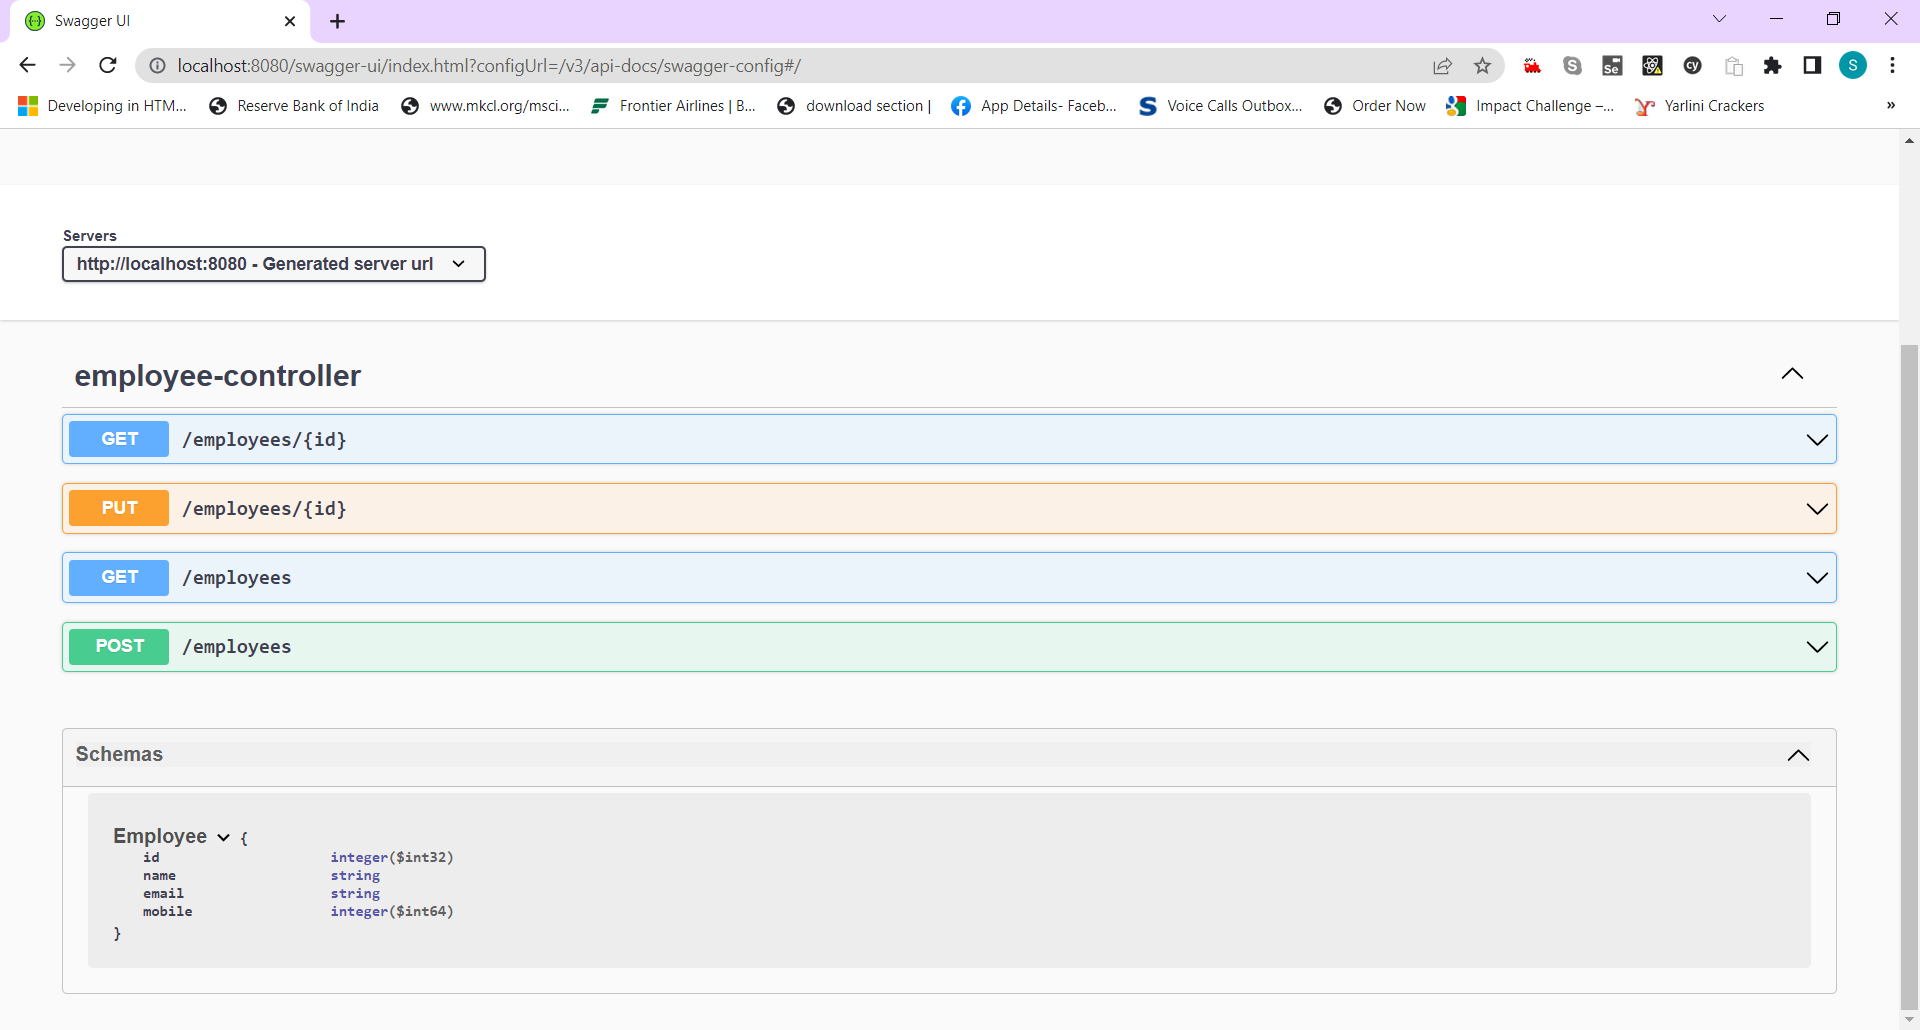 Swagger UI
localhost:8080/swagger-ui/index.html?configUrl=/v3/api-docs/swagger-config#/
Se
cy
S
Developing in HTM... Reserve Bank of India www.mkcl.org/msci... Frontier Airlines | B... download section | App Details- Faceb... Voice Calls Outbox... Order Now Impact Challenge –... Yarlini Crackers »
Servers
http://localhost:8080 - Generated server url
employee-controller
GET /employees/{id}
PUT /employees/{id}
GET /employees
POST /employees
Schemas
Employee {
id integer($int32)
name string
email string
mobile integer($int64)
}